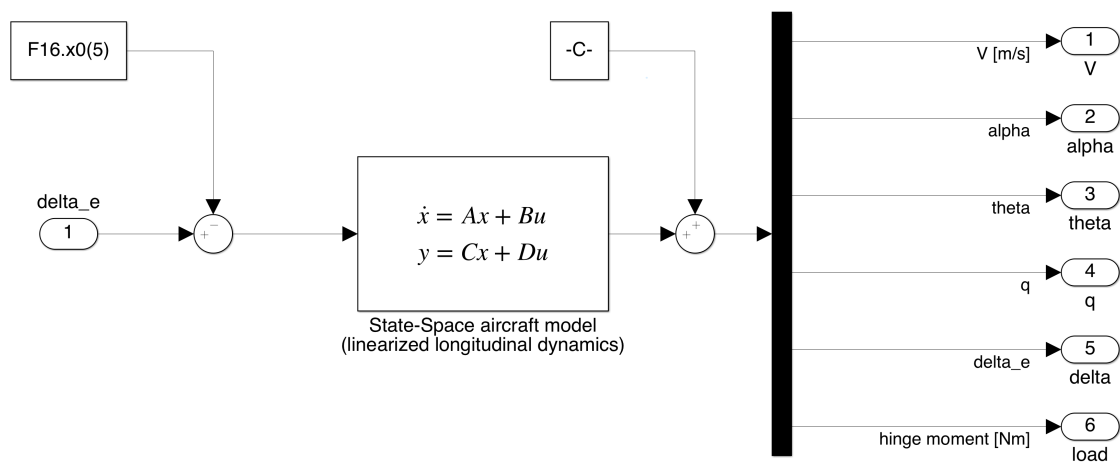 F16.x0(5)
-C-
delta_e
1
+
−
ẋ = Ax + Bu
y = Cx + Du
State-Space aircraft model
(linearized longitudinal dynamics)
+
+
V [m/s]
1
V
alpha
2
alpha
theta
3
theta
q
4
q
delta_e
5
delta
hinge moment [Nm]
6
load